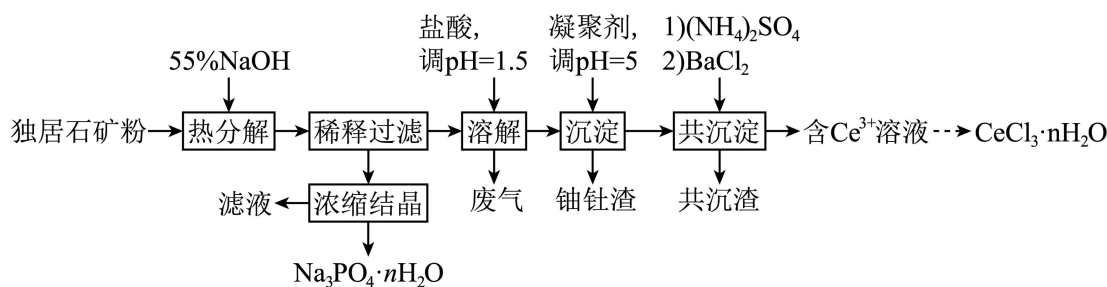 盐酸,
调pH=1.5
凝聚剂,
调pH=5
1)(NH₄)₂SO₄
2)BaCl₂
55%NaOH
独居石矿粉
热分解
稀释过滤
溶解
沉淀
共沉淀
含Ce³⁺溶液
CeCl₃·nH₂O
滤液
浓缩结晶
废气
铀钍渣
共沉渣
Na₃PO₄·nH₂O